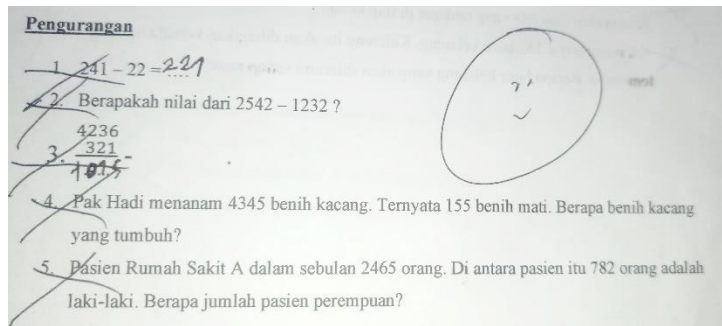 Pengurangan
1. 241 – 22 = 221
2. Berapakah nilai dari 2542 – 1232 ?
4236
3. 321 -
1015
4. Pak Hadi menanam 4345 benih kacang. Ternyata 155 benih mati. Berapa benih kacang
yang tumbuh?
5. Pasien Rumah Sakit A dalam sebulan 2465 orang. Di antara pasien itu 782 orang adalah
laki-laki. Berapa jumlah pasien perempuan?